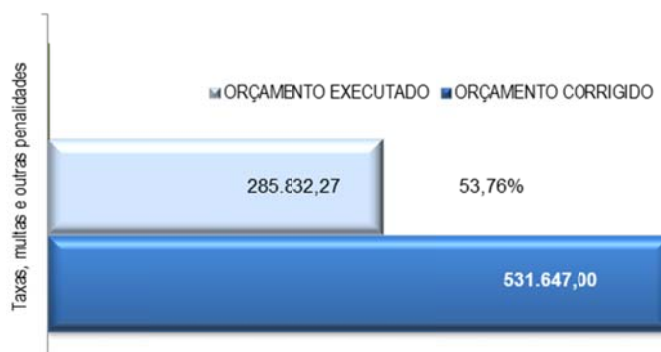 Taxas, multas e outras penalidades
ORÇAMENTO EXECUTADO ORÇAMENTO CORRIGIDO
285.832,27 53,76%
531.647,00